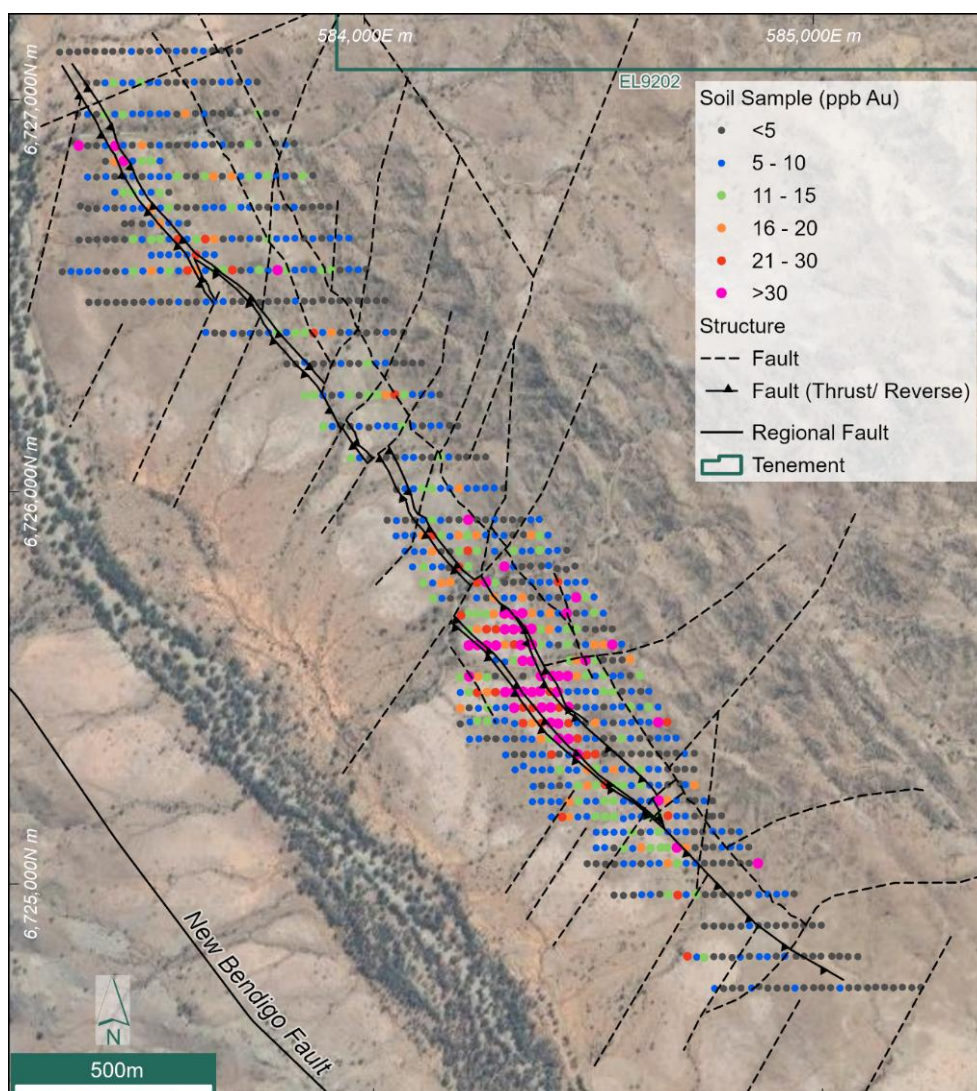 584,000E m
585,000E m
EL9202
6,727,000N m
6,726,000N m
6,725,000N m
Soil Sample (ppb Au)
<5
5 - 10
11 - 15
16 - 20
21 - 30
>30
Structure
Fault
Fault (Thrust/ Reverse)
Regional Fault
Tenement
New Bendigo Fault
N
500m